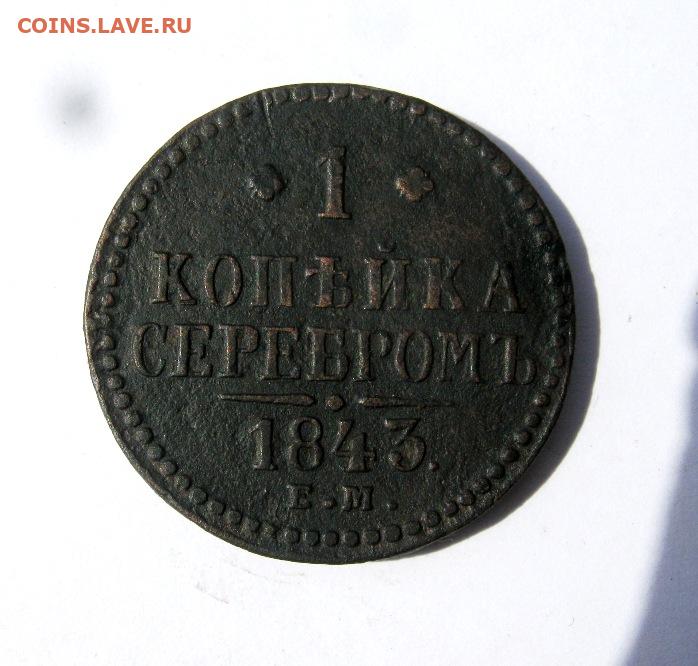 COINS.LAVE.RU
1
КОПѢЙКА
СЕРЕБРОМЪ
1843.
Е.М.